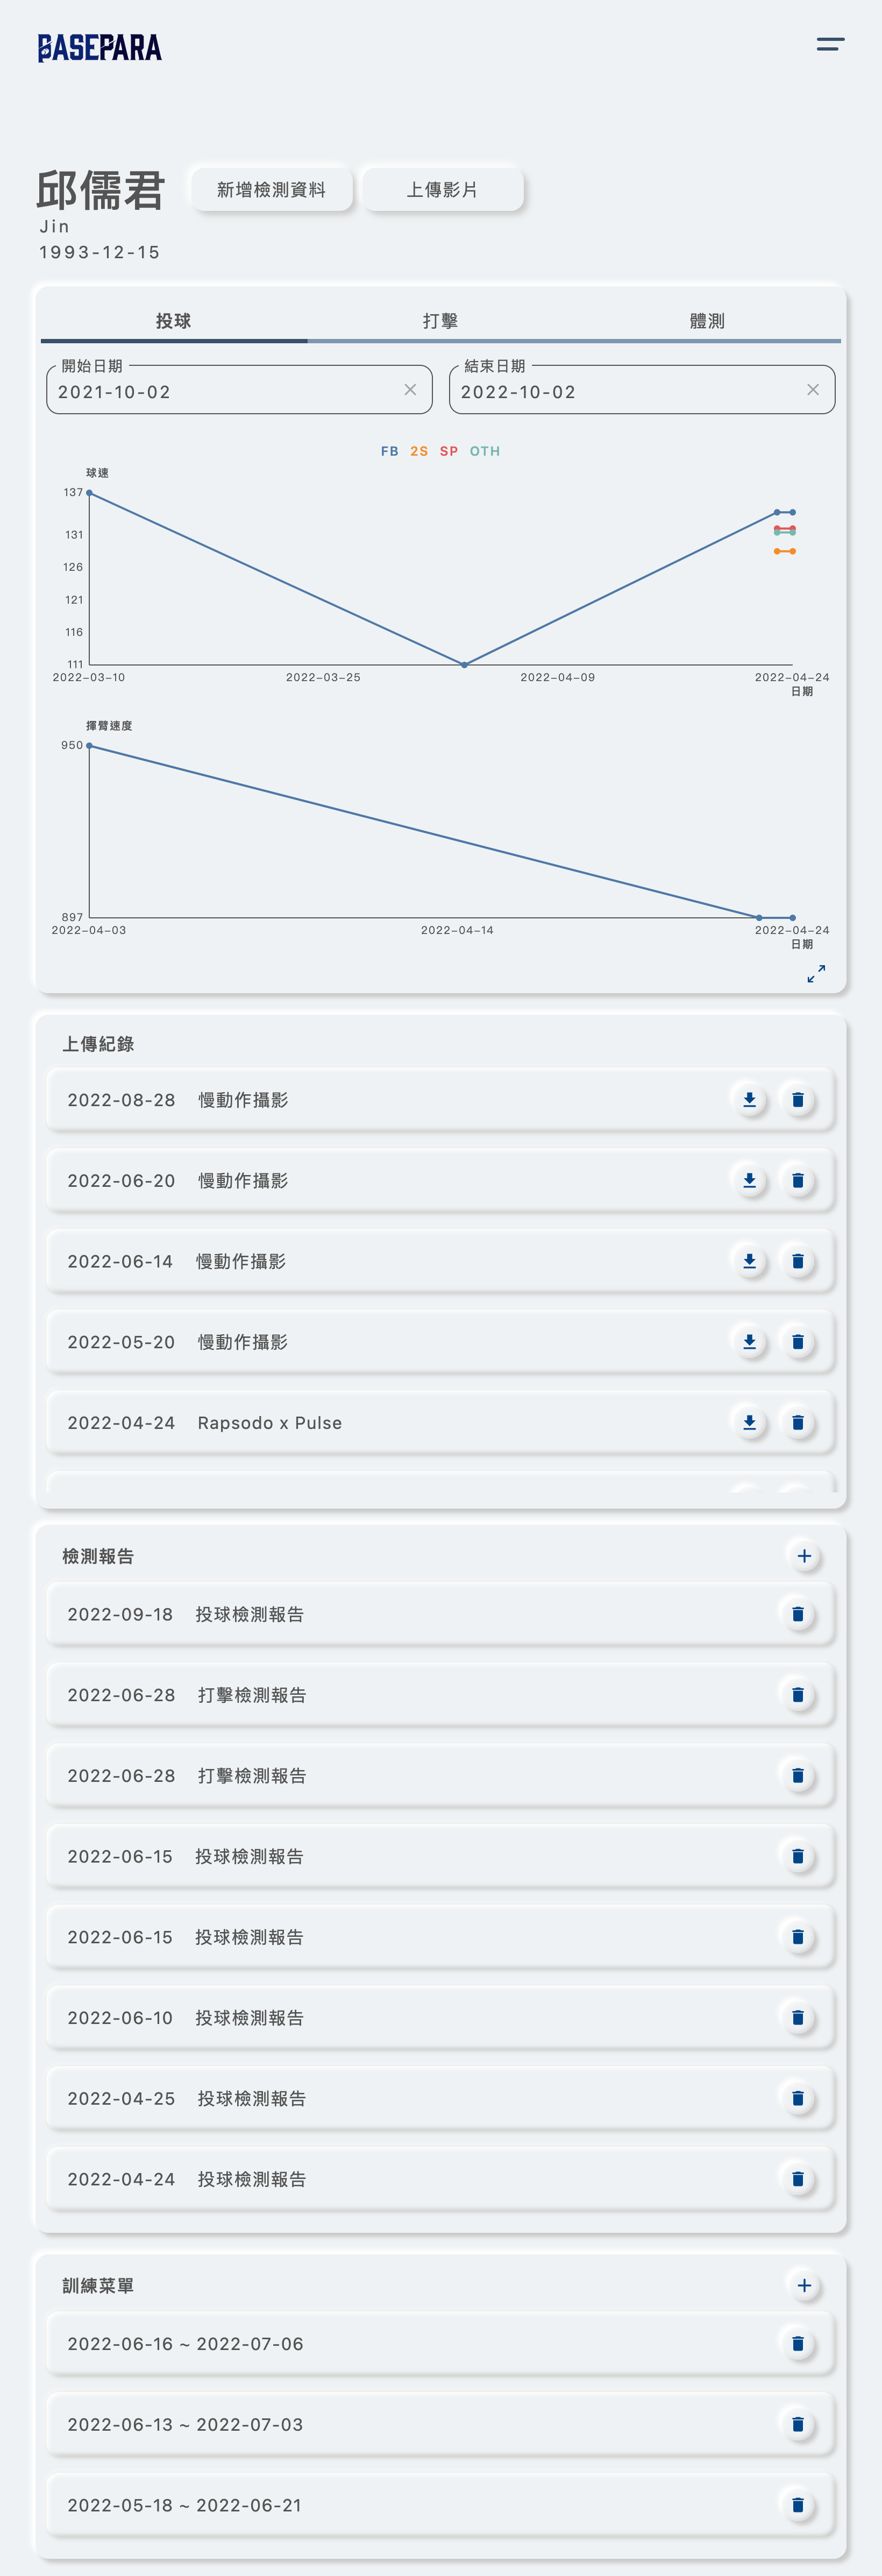 BASEPARA
邱儒君
新增檢測資料
上傳影片
Jin
1993-12-15
投球
打擊
體測
開始日期
2021-10-02
結束日期
2022-10-02
FB 2S SP OTH
球速
137
131
126
121
116
111
2022-03-10
2022-03-25
2022-04-09
2022-04-24
日期
揮臂速度
950
897
2022-04-03
2022-04-14
2022-04-24
日期
上傳紀錄
2022-08-28 慢動作攝影
2022-06-20 慢動作攝影
2022-06-14 慢動作攝影
2022-05-20 慢動作攝影
2022-04-24 Rapsodo x Pulse
檢測報告
2022-09-18 投球檢測報告
2022-06-28 打擊檢測報告
2022-06-28 打擊檢測報告
2022-06-15 投球檢測報告
2022-06-15 投球檢測報告
2022-06-10 投球檢測報告
2022-04-25 投球檢測報告
2022-04-24 投球檢測報告
訓練菜單
2022-06-16 ~ 2022-07-06
2022-06-13 ~ 2022-07-03
2022-05-18 ~ 2022-06-21